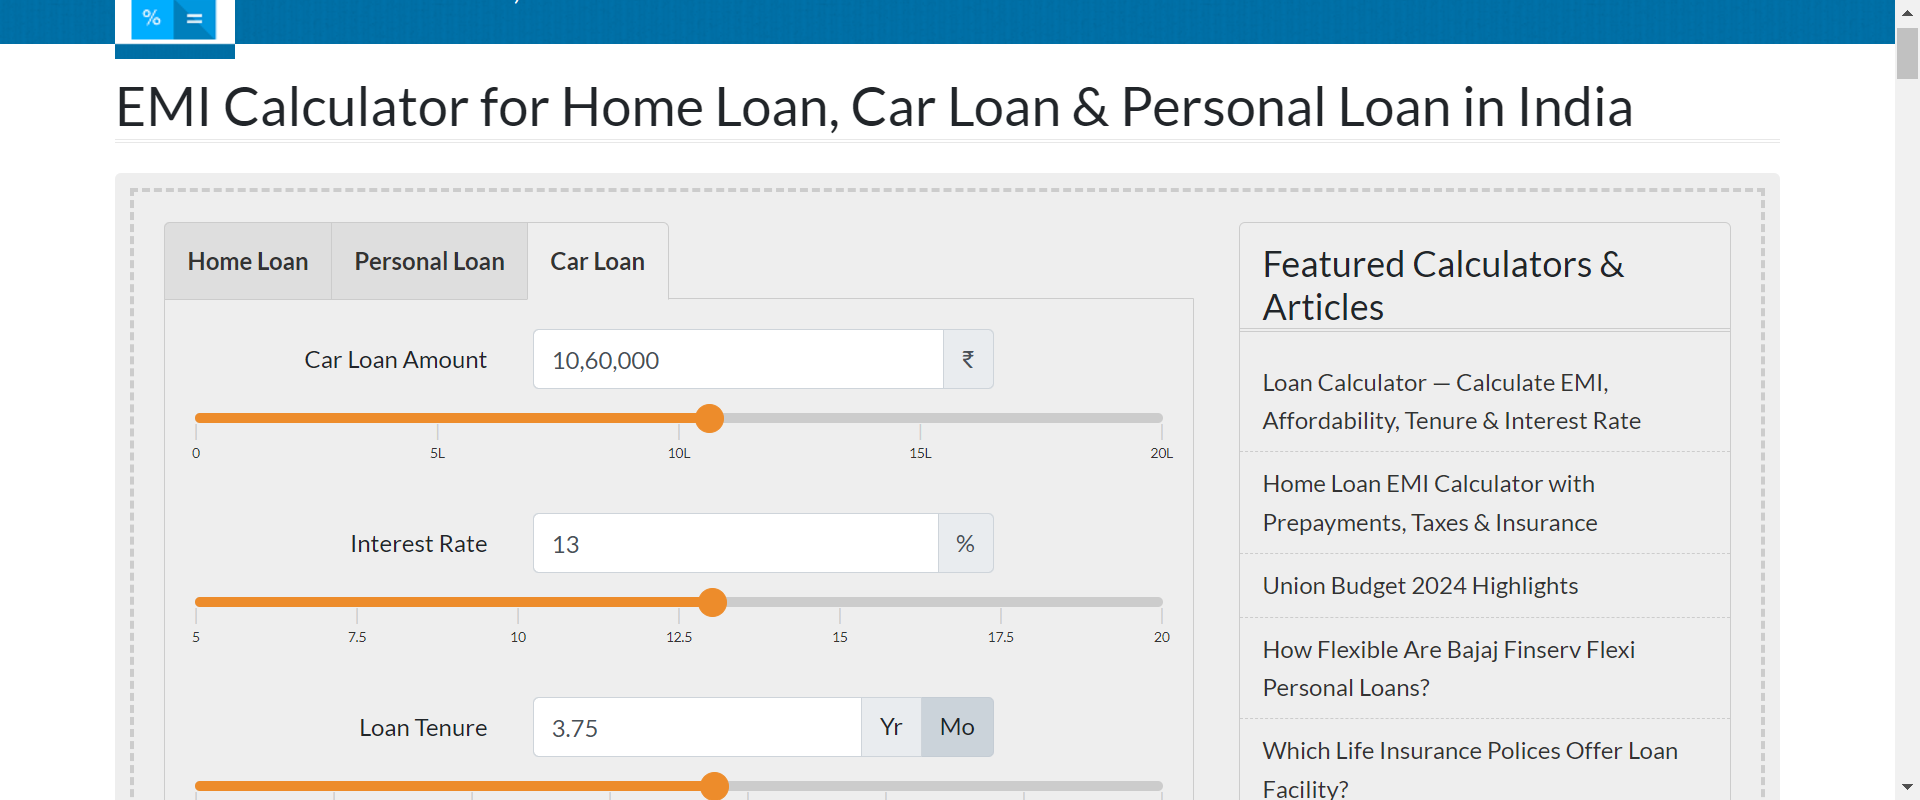 % =
EMI Calculator for Home Loan, Car Loan & Personal Loan in India
Home Loan
Personal Loan
Car Loan
Car Loan Amount
10,60,000
₹
0
5L
10L
15L
20L
Interest Rate
13
%
5
7.5
10
12.5
15
17.5
20
Loan Tenure
3.75
Yr
Mo
Featured Calculators &
Articles
Loan Calculator — Calculate EMI,
Affordability, Tenure & Interest Rate
Home Loan EMI Calculator with
Prepayments, Taxes & Insurance
Union Budget 2024 Highlights
How Flexible Are Bajaj Finserv Flexi
Personal Loans?
Which Life Insurance Polices Offer Loan
Facility?